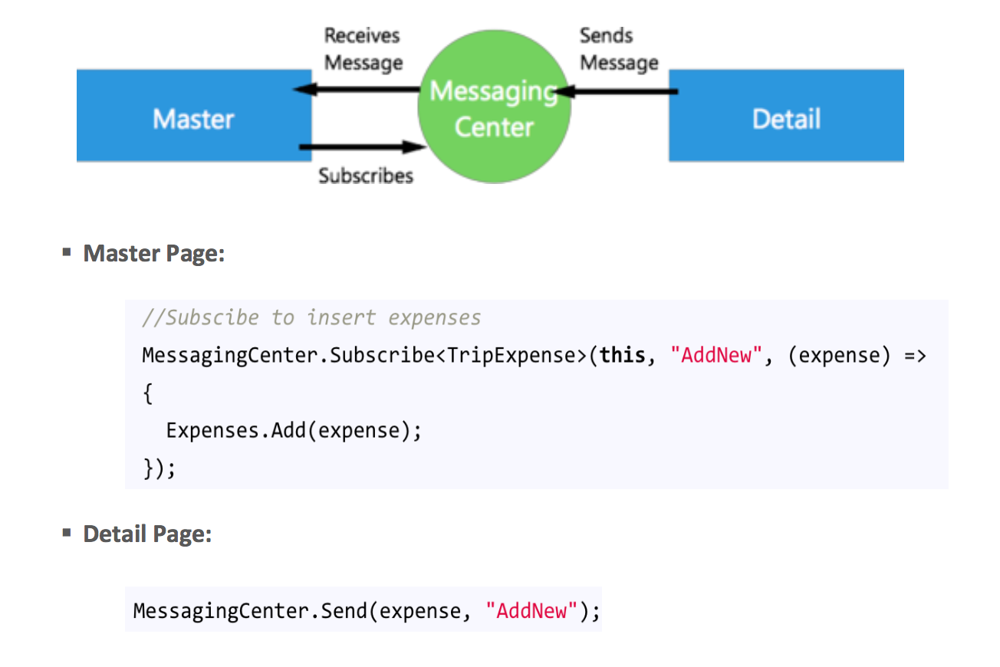 Receives
Message
Sends
Message
Master
Messaging
Center
Detail
Subscribes
▪ Master Page:
//Subscibe to insert expenses
MessagingCenter.Subscribe<TripExpense>(this, "AddNew", (expense) =>
{
  Expenses.Add(expense);
});
▪ Detail Page:
MessagingCenter.Send(expense, "AddNew");